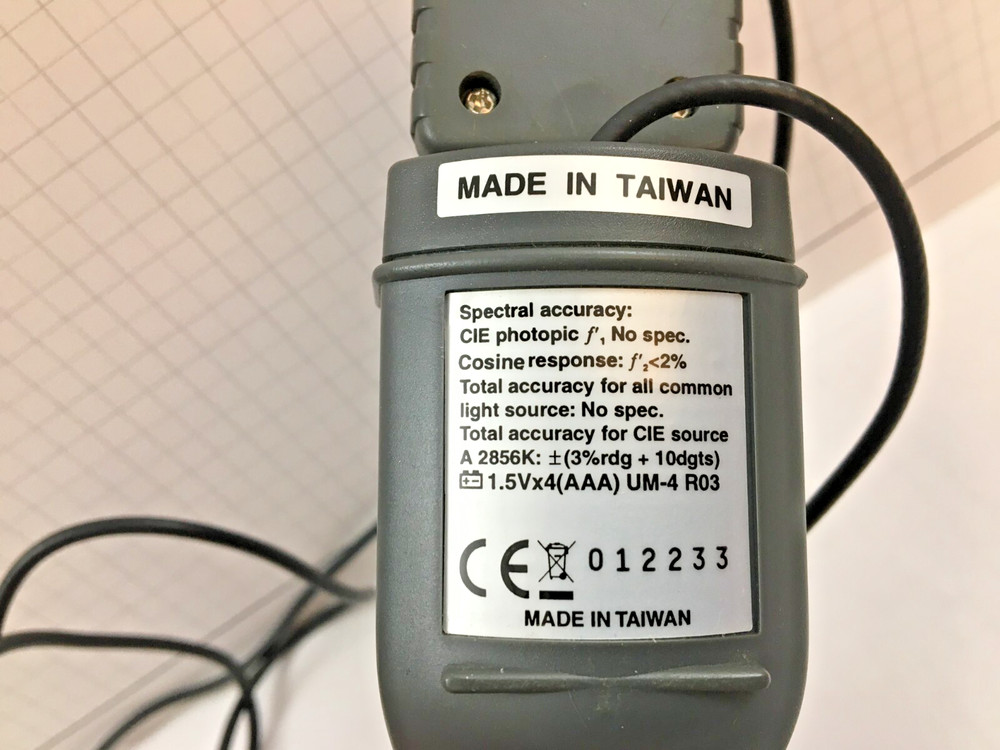 MADE IN TAIWAN
Spectral accuracy:
CIE photopic f′, No spec.
Cosine response: f′₂<2%
Total accuracy for all common
light source: No spec.
Total accuracy for CIE source
A 2856K: ±(3%rdg + 10dgts)
1.5Vx4(AAA) UM-4 R03
CE 012233
MADE IN TAIWAN